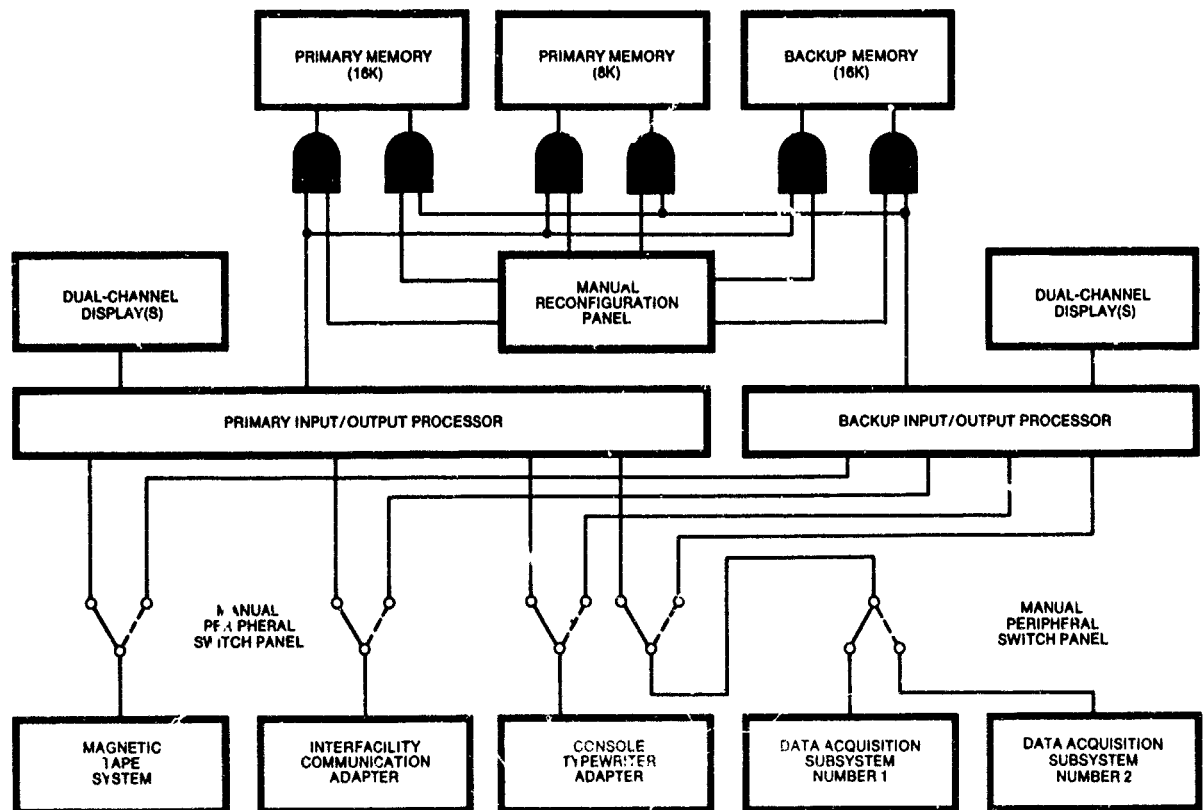 PRIMARY MEMORY
(16K)
PRIMARY MEMORY
(8K)
BACKUP MEMORY
(16K)
DUAL-CHANNEL
DISPLAY(S)
MANUAL
RECONFIGURATION
PANEL
DUAL-CHANNEL
DISPLAY(S)
PRIMARY INPUT/OUTPUT PROCESSOR
BACKUP INPUT/OUTPUT PROCESSOR
MANUAL
PERIPHERAL
SWITCH PANEL
MANUAL
PERIPHERAL
SWITCH PANEL
MAGNETIC
TAPE
SYSTEM
INTERFACILITY
COMMUNICATION
ADAPTER
CONSOLE
TYPEWRITER
ADAPTER
DATA ACQUISITION
SUBSYSTEM
NUMBER 1
DATA ACQUISITION
SUBSYSTEM
NUMBER 2